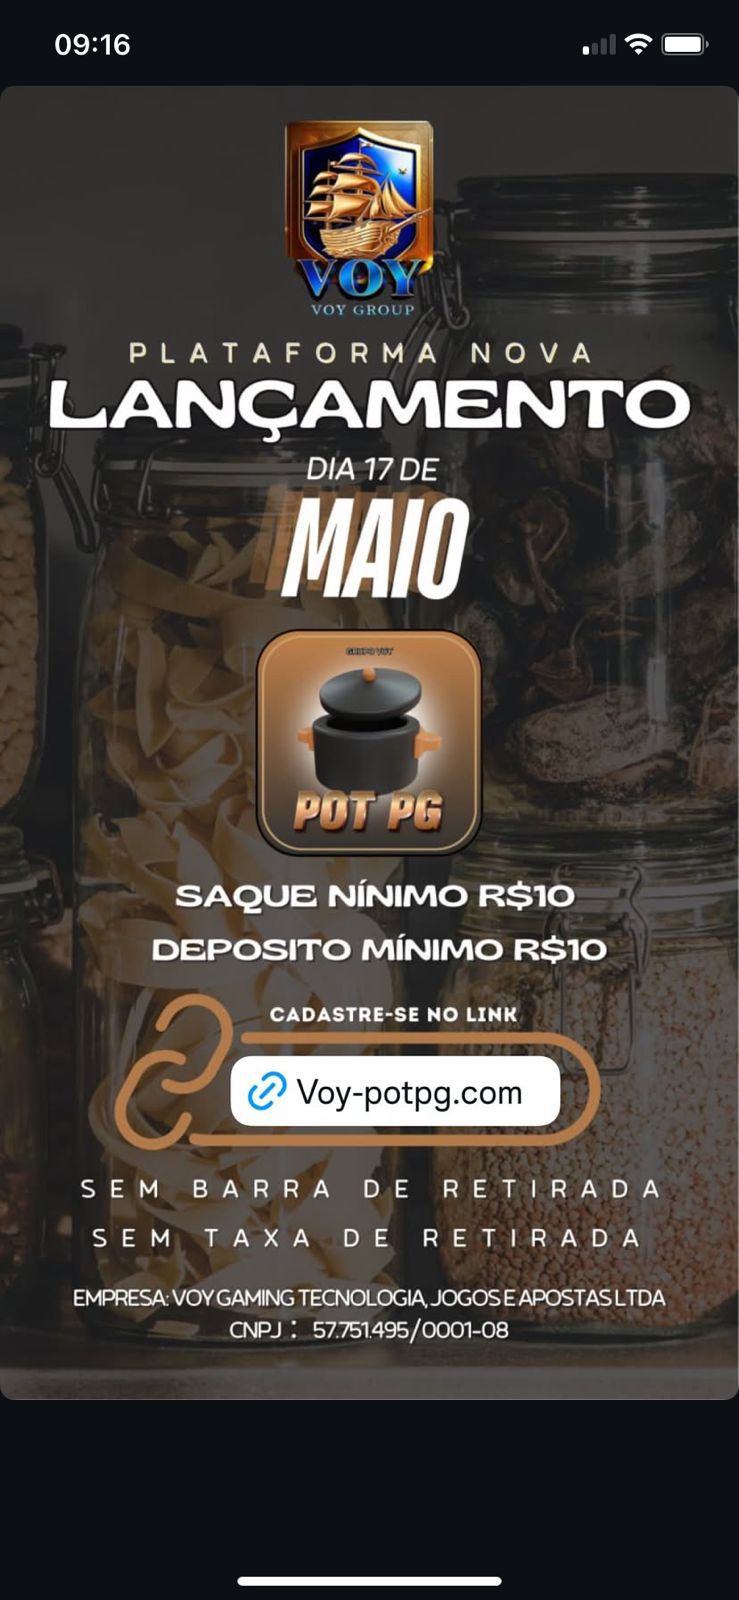 09:16
VOY
VOY GROUP
PLATAFORMA NOVA
LANÇAMENTO
DIA 17 DE
MAIO
GRUPO VOY
POT PG
SAQUE NÍNIMO R$10
DEPOSITO MÍNIMO R$10
CADASTRE-SE NO LINK
Voy-potpg.com
SEM BARRA DE RETIRADA
SEM TAXA DE RETIRADA
EMPRESA: VOY GAMING TECNOLOGIA, JOGOS E APOSTAS LTDA
CNPJ： 57.751.495/0001-08